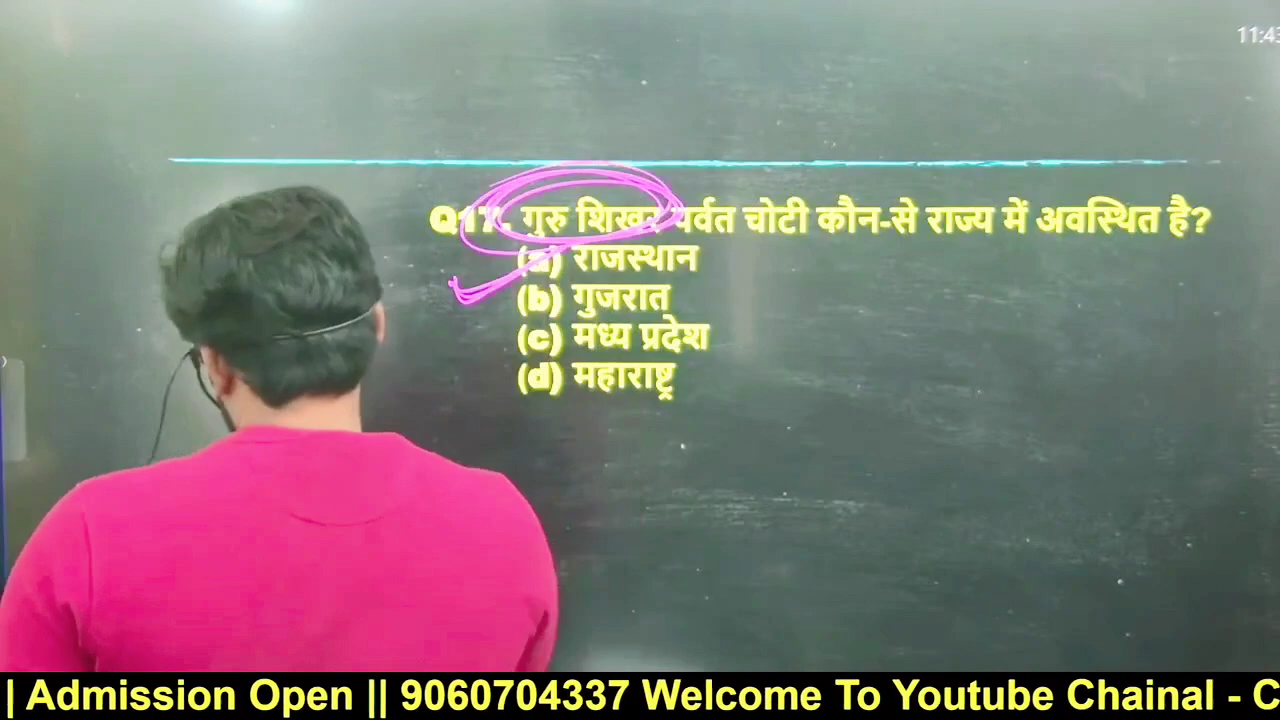 11:43
Q17. गुरु शिखर पर्वत चोटी कौन-से राज्य में अवस्थित है?
(a) राजस्थान
(b) गुजरात
(c) मध्य प्रदेश
(d) महाराष्ट्र
| Admission Open || 9060704337 Welcome To Youtube Chainal - C